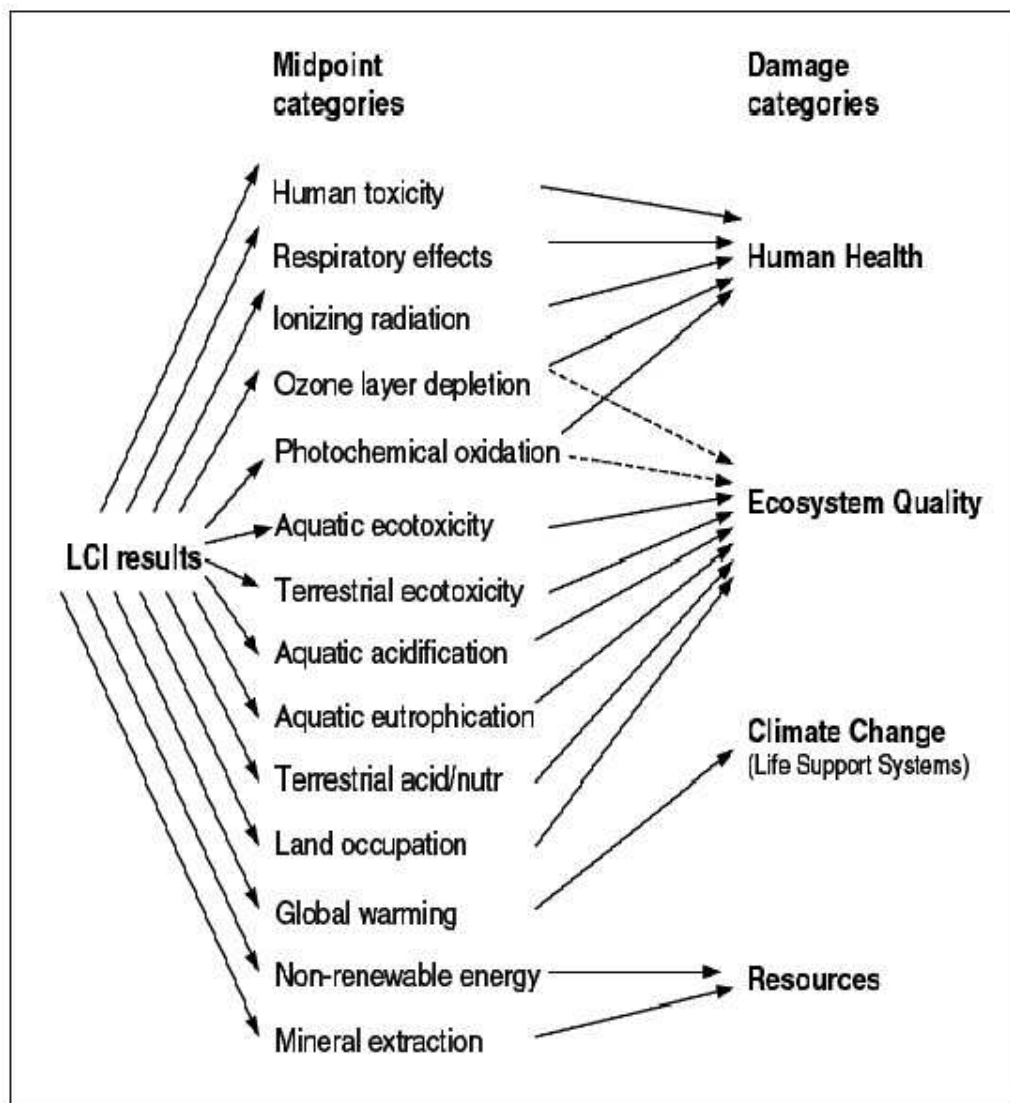 Midpoint
categories
Damage
categories
Human toxicity
Respiratory effects
Human Health
Ionizing radiation
Ozone layer depletion
Photochemical oxidation
Ecosystem Quality
Aquatic ecotoxicity
LCI results
Terrestrial ecotoxicity
Aquatic acidification
Aquatic eutrophication
Climate Change
(Life Support Systems)
Terrestrial acid/nutr
Land occupation
Global warming
Non-renewable energy
Resources
Mineral extraction